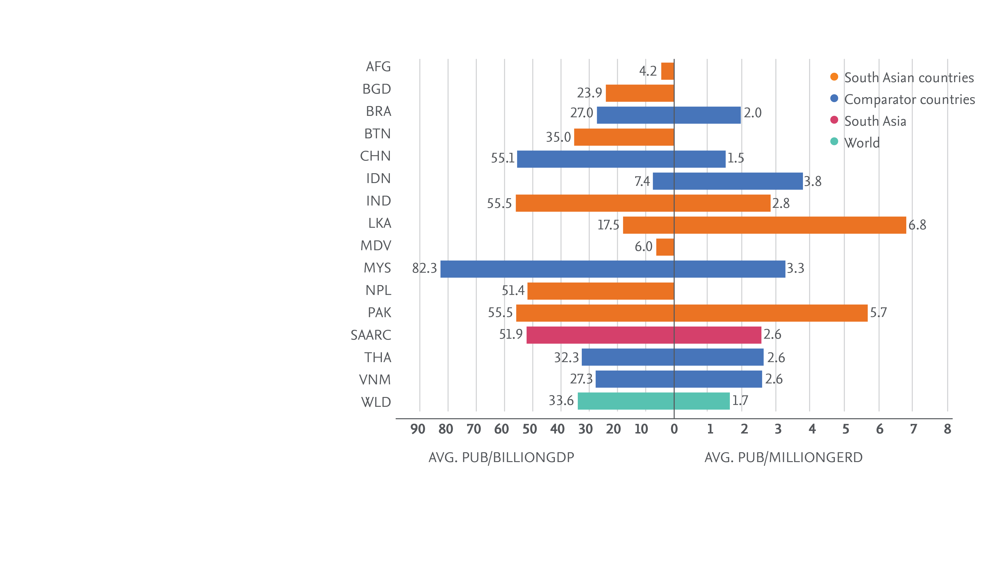 AFG 4.2
South Asian countries
BGD 23.9
Comparator countries
BRA 27.0 2.0
South Asia
BTN 35.0
World
CHN 55.1 1.5
IDN 7.4 3.8
IND 55.5 2.8
LKA 17.5 6.8
MDV 6.0
MYS 82.3 3.3
NPL 51.4
PAK 55.5 5.7
SAARC 51.9 2.6
THA 32.3 2.6
VNM 27.3 2.6
WLD 33.6 1.7
90 80 70 60 50 40 30 20 10 0 1 2 3 4 5 6 7 8
AVG. PUB/BILLIONGDP AVG. PUB/MILLIONGERD